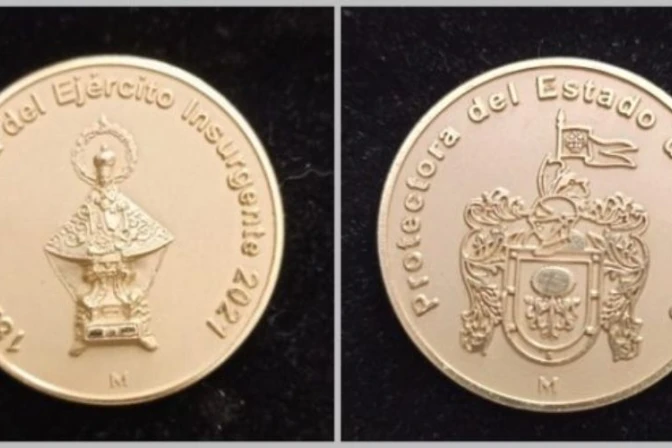 del Ejército Insurgente 2021
M
Protectora del Estado
M